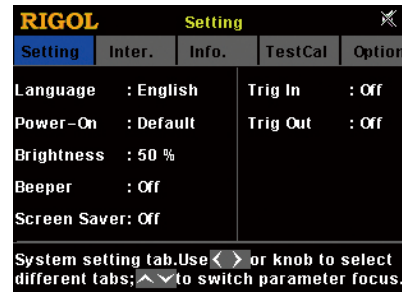 RIGOL Setting
Setting Inter. Info. TestCal Option
Language : English Trig In : Off
Power-On : Default Trig Out : Off
Brightness : 50 %
Beeper : Off
Screen Saver: Off
System setting tab.Use < > or knob to select
different tabs; ∧ ∨ to switch parameter focus.